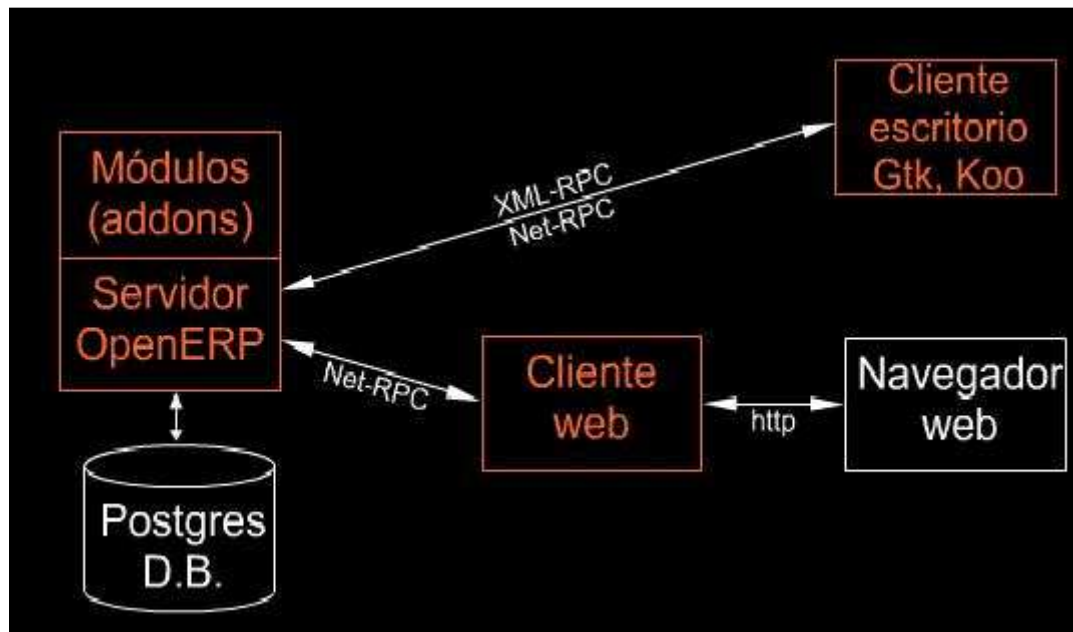 Módulos
(addons)
Servidor
OpenERP
Postgres
D.B.
XML-RPC
Net-RPC
Cliente
escritorio
Gtk, Koo
Net-RPC
Cliente
web
http
Navegador
web